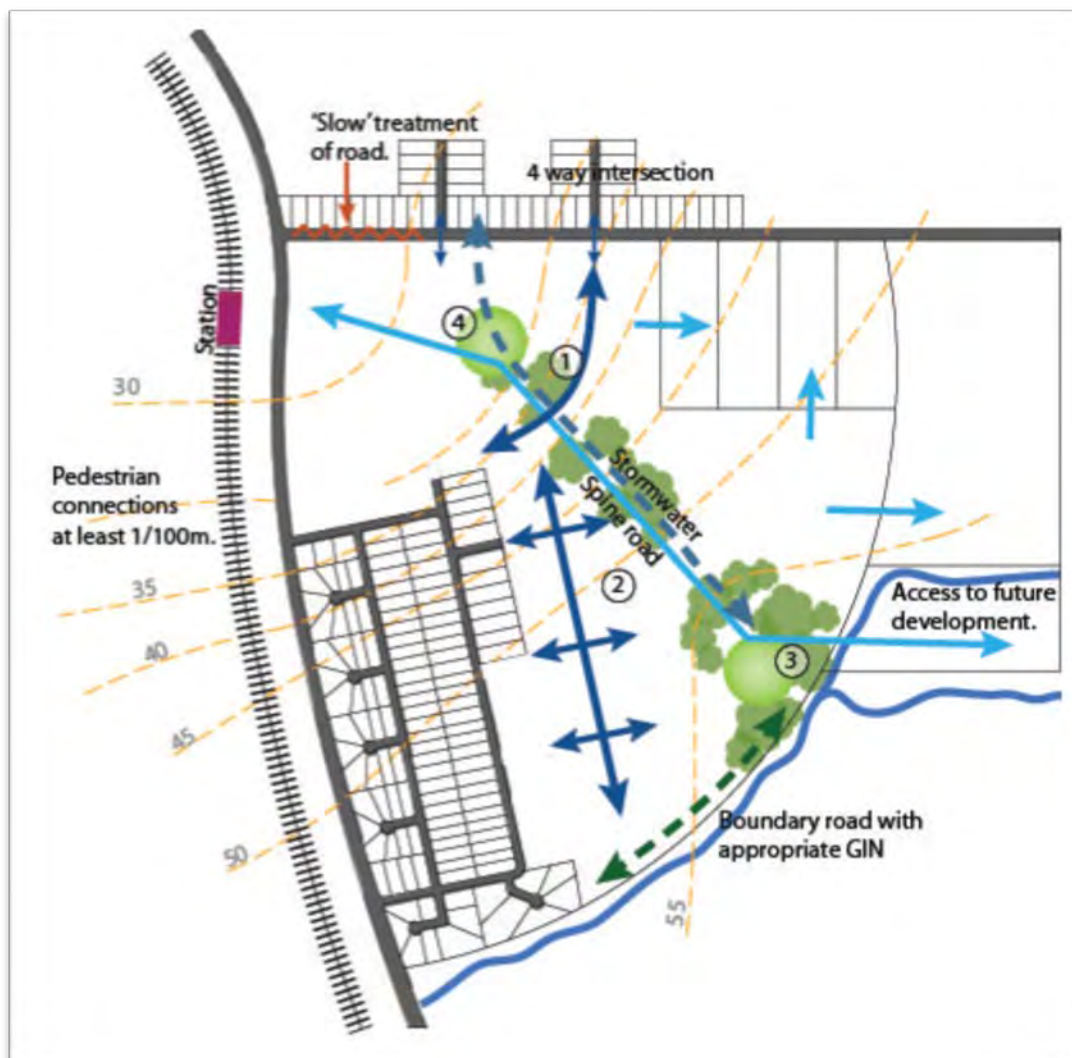 'Slow' treatment
of road.
4 way intersection
Station
4
1
30
Stormwater
Spine road
Pedestrian
connections
at least 1/100m.
35
2
Access to future
development.
40
3
45
Boundary road with
appropriate GIN
50
55